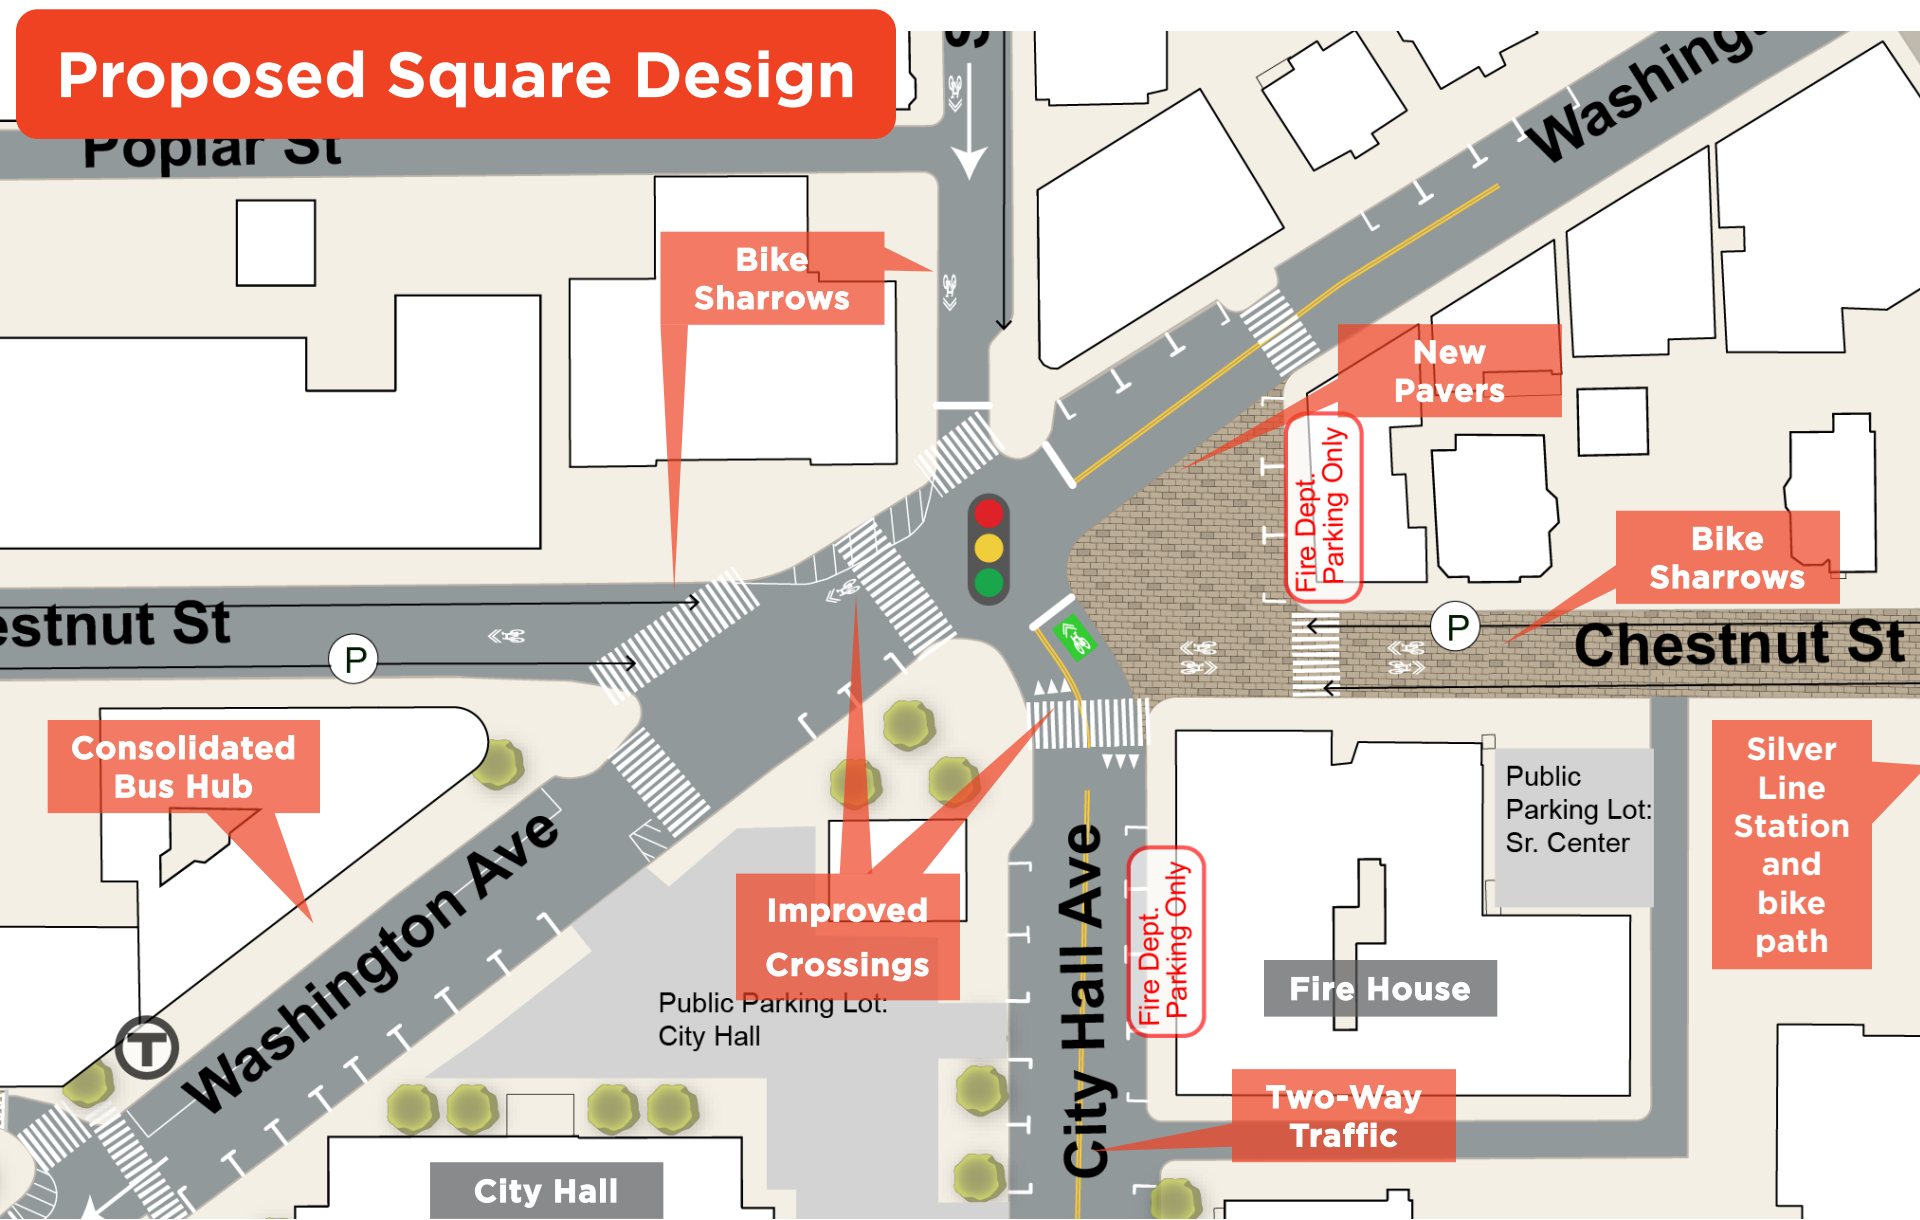 Proposed Square Design
Poplar St
S
Washingt
Bike
Sharrows
New
Pavers
Fire Dept.
Parking Only
Bike
Sharrows
estnut St
P
P
Chestnut St
Consolidated
Bus Hub
Silver
Line
Station
and
bike
path
Public
Parking Lot:
Sr. Center
Washington Ave
Improved
Crossings
City Hall Ave
Fire Dept.
Parking Only
Fire House
Public Parking Lot:
City Hall
T
Two-Way
Traffic
City Hall